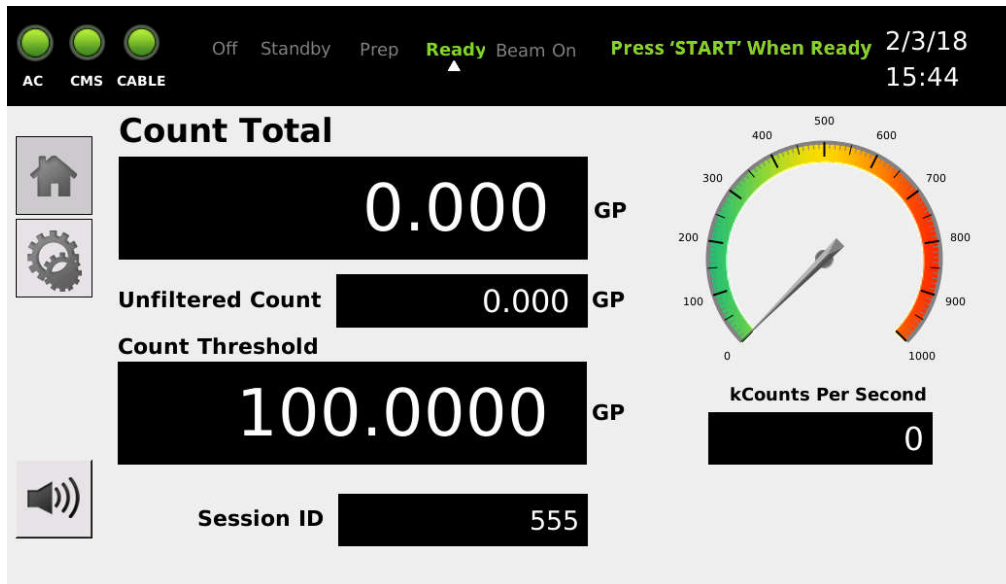 Off Standby Prep Ready Beam On Press ‘START’ When Ready 2/3/18
AC CMS CABLE 15:44
Count Total
0.000 GP
Unfiltered Count 0.000 GP
Count Threshold
100.0000 GP
Session ID 555
0
100
200
300
400
500
600
700
800
900
1000
kCounts Per Second
0